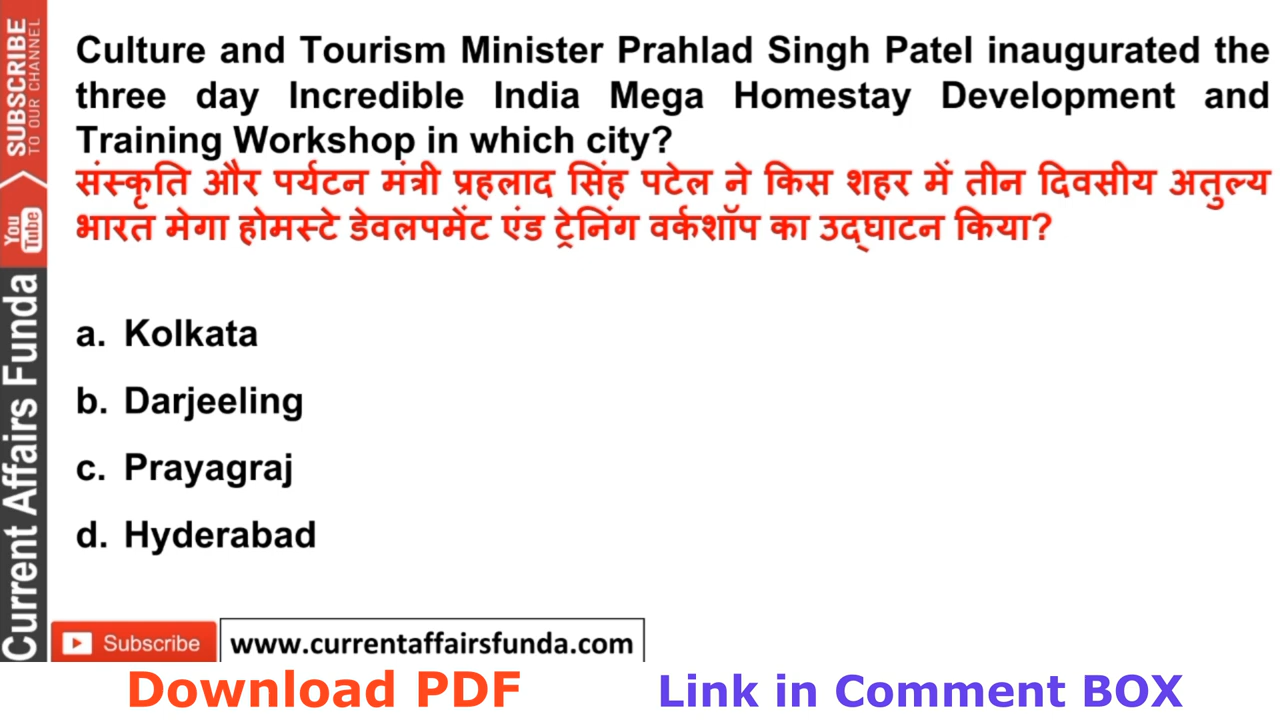 Culture and Tourism Minister Prahlad Singh Patel inaugurated the
three day Incredible India Mega Homestay Development and
Training Workshop in which city?
संस्कृति और पर्यटन मंत्री प्रहलाद सिंह पटेल ने किस शहर में तीन दिवसीय अतुल्य
भारत मेगा होमस्टे डेवलपमेंट एंड ट्रेनिंग वर्कशॉप का उद्घाटन किया?
a. Kolkata
b. Darjeeling
c. Prayagraj
d. Hyderabad
SUBSCRIBE
TO OUR CHANNEL
You Tube
Current Affairs Funda
Subscribe
www.currentaffairsfunda.com
Download PDF
Link in Comment BOX